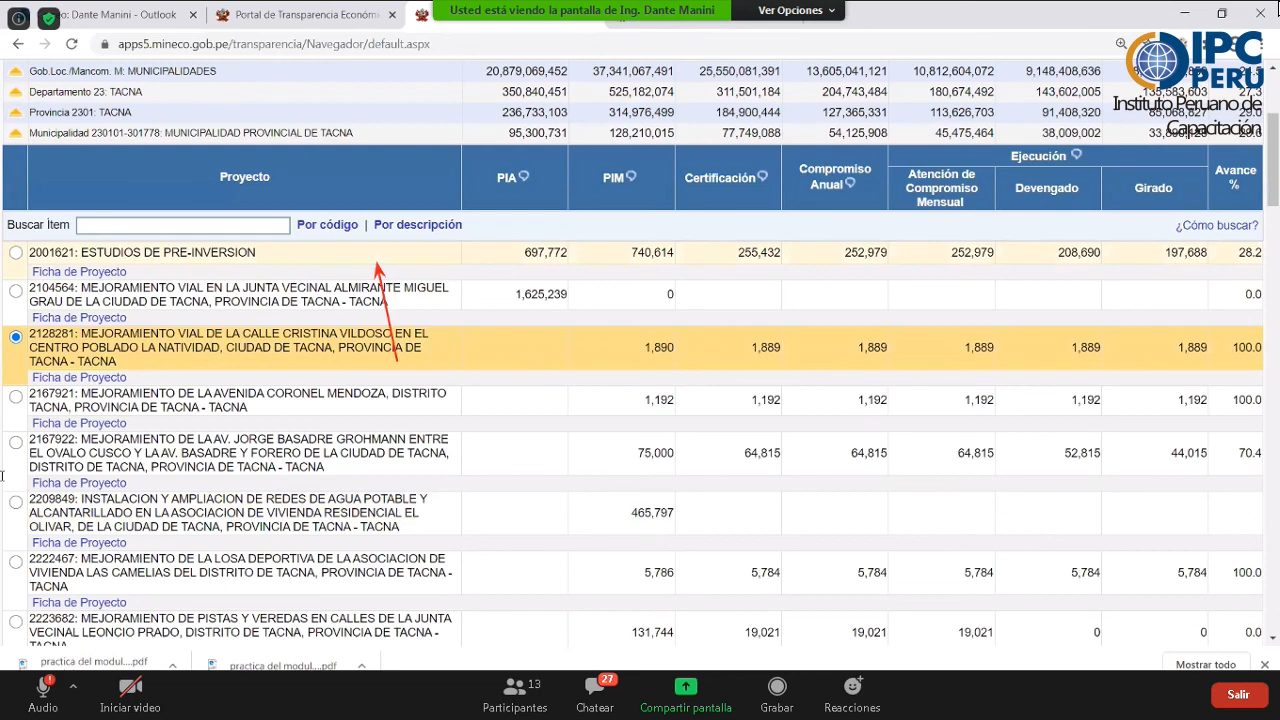 o: Dante Manini - Outlook
Portal de Transparencia Económ
Usted está viendo la pantalla de Ing. Dante Manini
Ver Opciones
apps5.mineco.gob.pe/transparencia/Navegador/default.aspx
IPC
PERU
Instituto Peruano de
Capacitación
Gob.Loc./Mancom. M: MUNICIPALIDADES 37,341,067,491 25,550,081,391 13,605,041,121 10,812,604,072 9,148,408,636
Departamento 23: TACNA 350,840,451 525,182,074 311,501,184 204,743,484 180,674,492 143,602,005 135,583,603 27.3
Provincia 2301: TACNA 236,733,103 314,976,499 184,900,444 127,365,331 113,626,703 91,408,320 85,068,827 29.0
Municipalidad 230101-301778: MUNICIPALIDAD PROVINCIAL DE TACNA 95,300,731 128,210,015 77,749,088 54,125,908 45,475,464 38,009,002
Proyecto
PIA
PIM
Certificación
Compromiso
Anual
Ejecución
Atención de
Compromiso
Mensual
Devengado
Girado
Avance
%
Buscar Ítem
Por código | Por descripción
¿Cómo buscar?
2001621: ESTUDIOS DE PRE-INVERSION 697,772 740,614 255,432 252,979 252,979 208,690 197,688 28.2
Ficha de Proyecto
2104564: MEJORAMIENTO VIAL EN LA JUNTA VECINAL ALMIRANTE MIGUEL
GRAU DE LA CIUDAD DE TACNA, PROVINCIA DE TACNA - TACNA 1,625,239 0 0.0
Ficha de Proyecto
2128281: MEJORAMIENTO VIAL DE LA CALLE CRISTINA VILDOSO EN EL
CENTRO POBLADO LA NATIVIDAD, CIUDAD DE TACNA, PROVINCIA DE 1,890 1,889 1,889 1,889 1,889 1,889 100.0
TACNA - TACNA
Ficha de Proyecto
2167921: MEJORAMIENTO DE LA AVENIDA CORONEL MENDOZA, DISTRITO
TACNA, PROVINCIA DE TACNA - TACNA 1,192 1,192 1,192 1,192 1,192 1,192 100.0
Ficha de Proyecto
2167922: MEJORAMIENTO DE LA AV. JORGE BASADRE GROHMANN ENTRE
EL OVALO CUSCO Y LA AV. BASADRE Y FORERO DE LA CIUDAD DE TACNA, 75,000 64,815 64,815 64,815 52,815 44,015 70.4
DISTRITO DE TACNA, PROVINCIA DE TACNA - TACNA
Ficha de Proyecto
2209849: INSTALACION Y AMPLIACION DE REDES DE AGUA POTABLE Y
ALCANTARILLADO EN LA ASOCIACION DE VIVIENDA RESIDENCIAL EL 465,797
OLIVAR, DE LA CIUDAD DE TACNA, PROVINCIA DE TACNA - TACNA
Ficha de Proyecto
2222467: MEJORAMIENTO DE LA LOSA DEPORTIVA DE LA ASOCIACION DE
VIVIENDA LAS CAMELIAS DEL DISTRITO DE TACNA, PROVINCIA DE TACNA - 5,786 5,784 5,784 5,784 5,784 5,784 100.0
TACNA
Ficha de Proyecto
2223682: MEJORAMIENTO DE PISTAS Y VEREDAS EN CALLES DE LA JUNTA
VECINAL LEONCIO PRADO, DISTRITO DE TACNA, PROVINCIA DE TACNA - 131,744 19,021 19,021 19,021 0 0 0.0
TACNA
practica del modul....pdf
practica del modul....pdf
Mostrar todo
Audio
Iniciar video
13
Participantes
27
Chatear
Compartir pantalla
Grabar
Reacciones
Salir